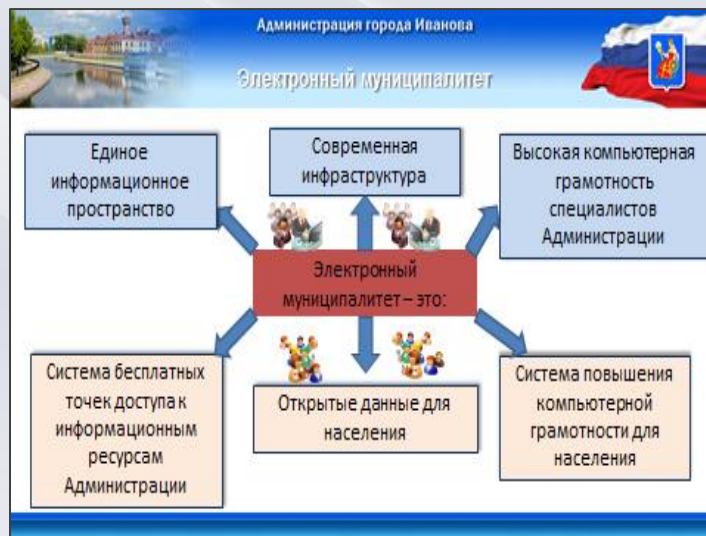 Администрация города Иванова
Электронный муниципалитет
Единое
информационное
пространство
Современная
инфраструктура
Высокая компьютерная
грамотность
специалистов
Администрации
Электронный
муниципалитет – это:
Система бесплатных
точек доступа к
информационным
ресурсам
Администрации
Открытые данные для
населения
Система повышения
компьютерной
грамотности для
населения